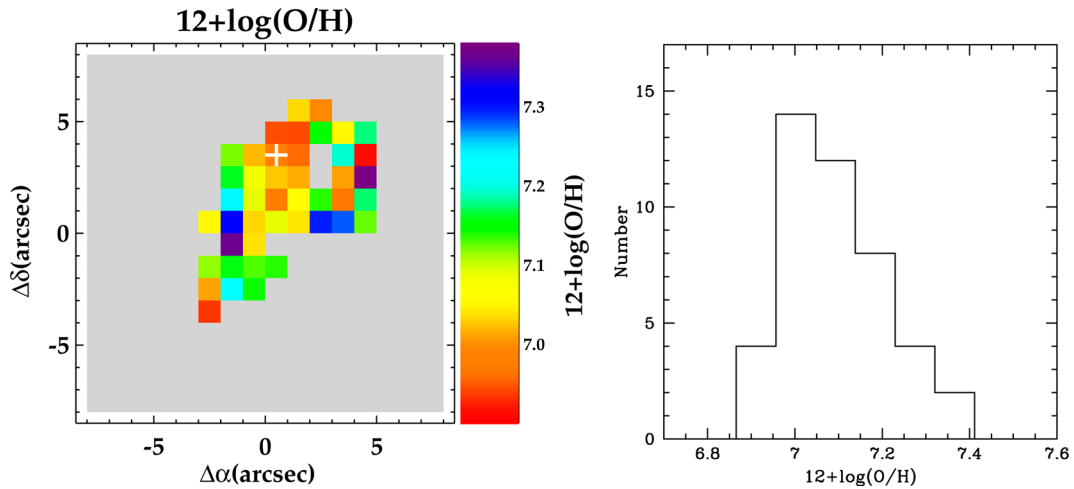 12+log(O/H)
5
0
-5
Δδ(arcsec)
-5 0 5
Δα(arcsec)
7.3
7.2
7.1
7.0
12+log(O/H)
15
10
5
0
Number
6.8 7 7.2 7.4 7.6
12+log(O/H)